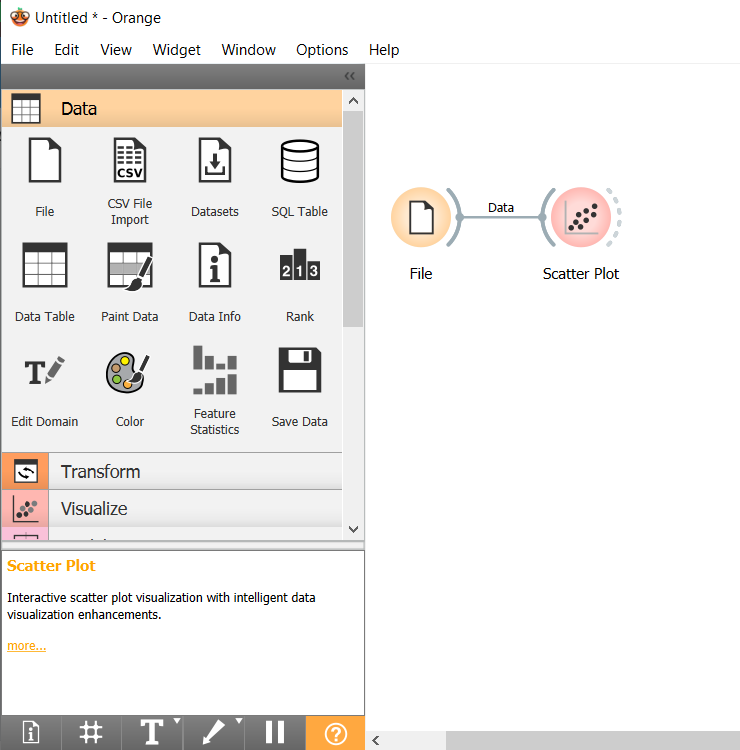 Untitled * - Orange
File Edit View Widget Window Options Help
Data
CSV
File
CSV File
Import
Datasets
SQL Table
2 1 3
Data Table
Paint Data
Data Info
Rank
T
Edit Domain
Color
Feature
Statistics
Save Data
Transform
Visualize
Scatter Plot
Interactive scatter plot visualization with intelligent data
visualization enhancements.
more...
T
?
Data
File
Scatter Plot